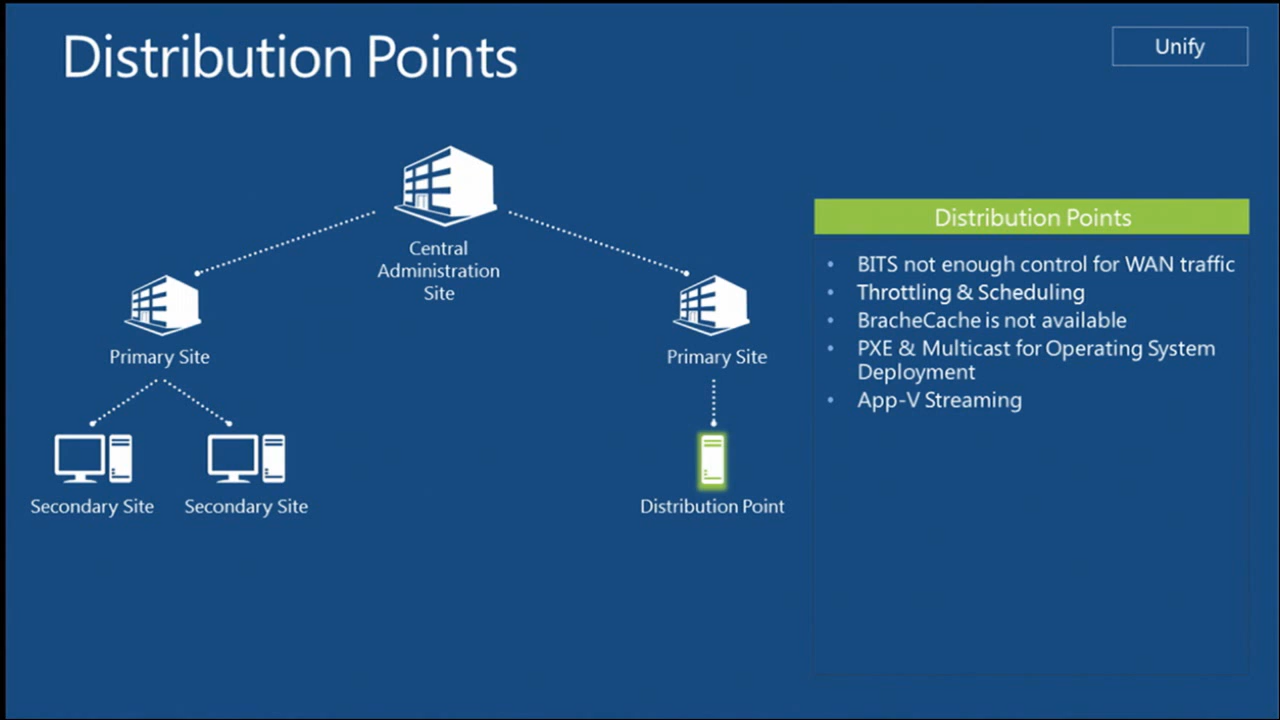 Distribution Points
Unify
Central
Administration
Site
Primary Site
Primary Site
Secondary Site
Secondary Site
Distribution Point
Distribution Points
• BITS not enough control for WAN traffic
• Throttling & Scheduling
• BracheCache is not available
• PXE & Multicast for Operating System
Deployment
• App-V Streaming